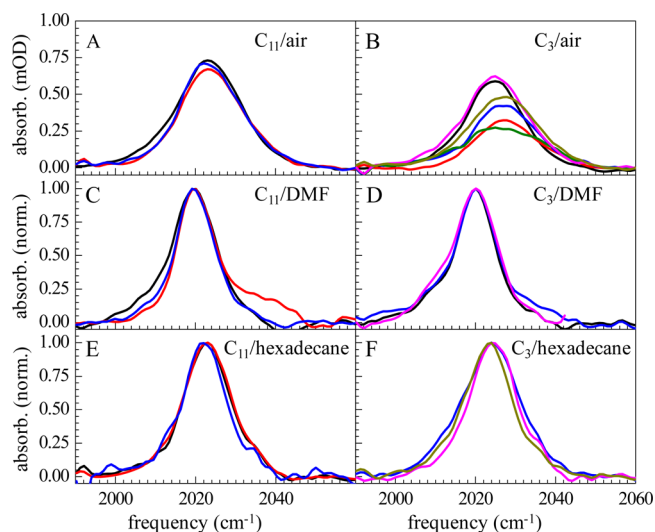 1.00
0.75
0.50
0.25
0.00
absorb. (mOD)
A
C₁₁/air
B
C₃/air
1.00
0.75
0.50
0.25
0.00
absorb. (norm.)
C
C₁₁/DMF
D
C₃/DMF
1.00
0.75
0.50
0.25
0.00
absorb. (norm.)
E
C₁₁/hexadecane
F
C₃/hexadecane
2000 2020 2040 2000 2020 2040 2060
frequency (cm⁻¹) frequency (cm⁻¹)